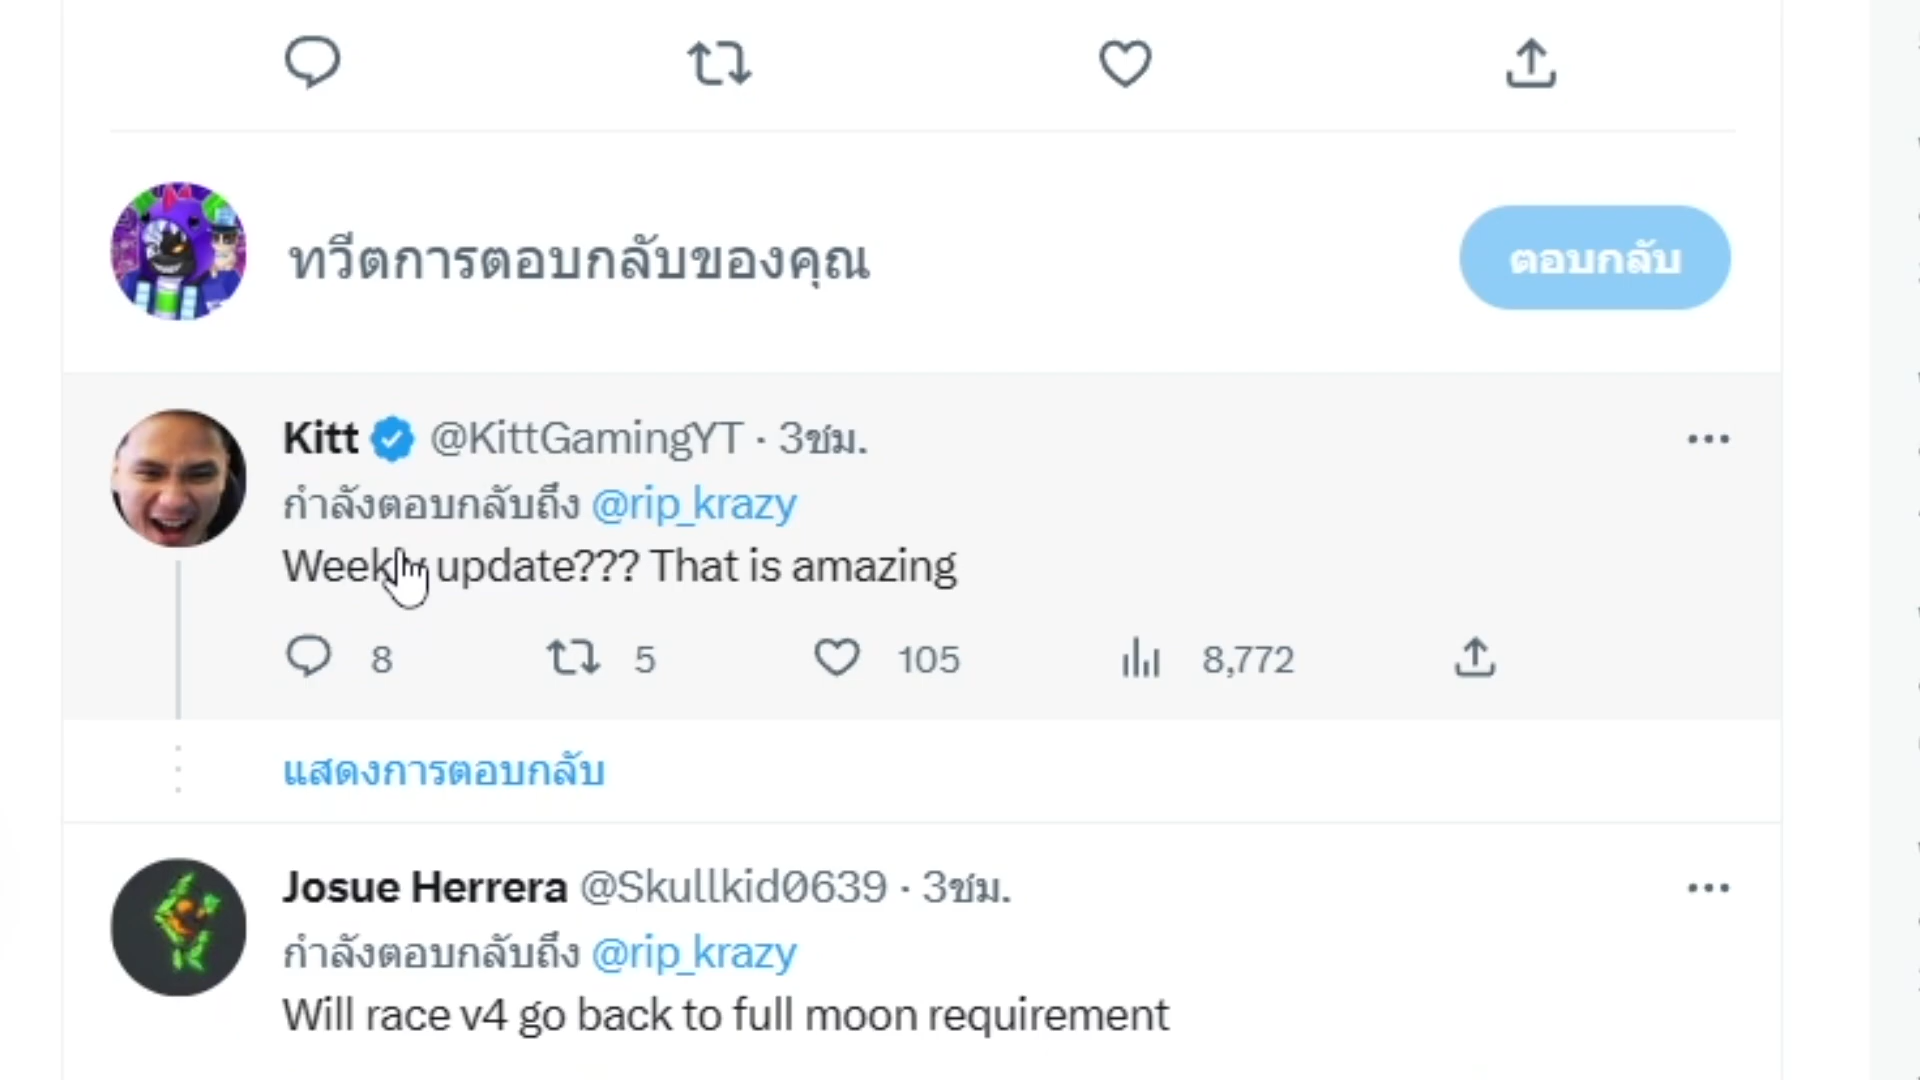 ทวีตการตอบกลับของคุณ
ตอบกลับ
Kitt @KittGamingYT · 3ชม.
กำลังตอบกลับถึง @rip_krazy
Weekly update??? That is amazing
8 5 105 8,772
แสดงการตอบกลับ
Josue Herrera @Skullkid0639 · 3ชม.
กำลังตอบกลับถึง @rip_krazy
Will race v4 go back to full moon requirement